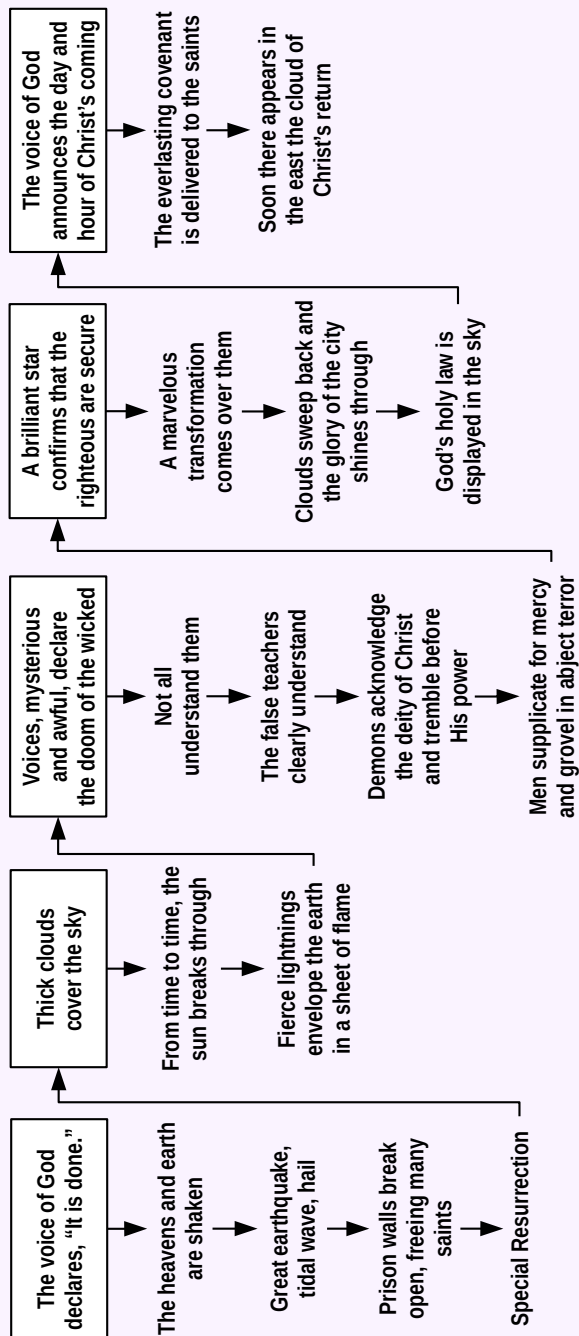 The voice of God
declares, “It is done.”
The heavens and earth
are shaken
Great earthquake,
tidal wave, hail
Prison walls break
open, freeing many
saints
Special Resurrection
Thick clouds
cover the sky
From time to time, the
sun breaks through
Fierce lightnings
envelope the earth
in a sheet of flame
Voices, mysterious
and awful, declare
the doom of the wicked
Not all
understand them
The false teachers
clearly understand
Demons acknowledge
the deity of Christ
and tremble before
His power
Men supplicate for mercy
and grovel in abject terror
A brilliant star
confirms that the
righteous are secure
A marvelous
transformation
comes over them
Clouds sweep back and
the glory of the city
shines through
God’s holy law is
displayed in the sky
The voice of God
announces the day and
hour of Christ’s coming
The everlasting covenant
is delivered to the saints
Soon there appears in
the east the cloud of
Christ’s return